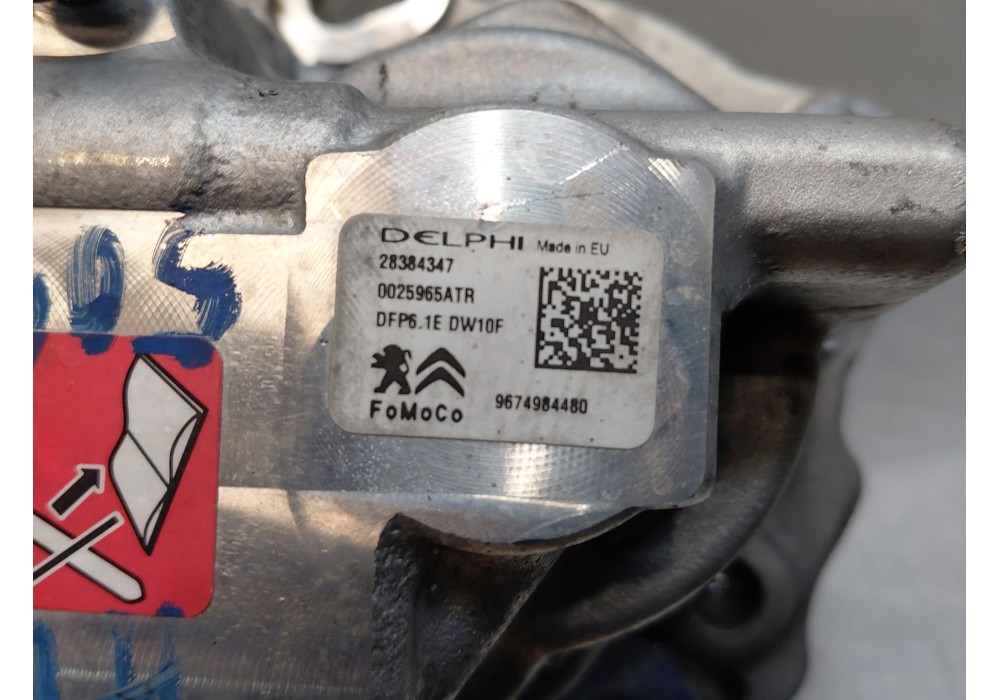 DELPHI Made in EU
28384347
0025965ATR
DFP6.1E DW10F
FoMoCo
9674984480